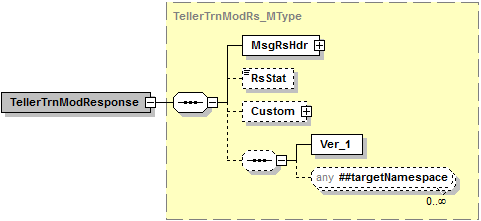 TellerTrnModRs_MType
MsgRsHdr
RsStat
TellerTrnModResponse
Custom
Ver_1
any ##targetNamespace
0..∞